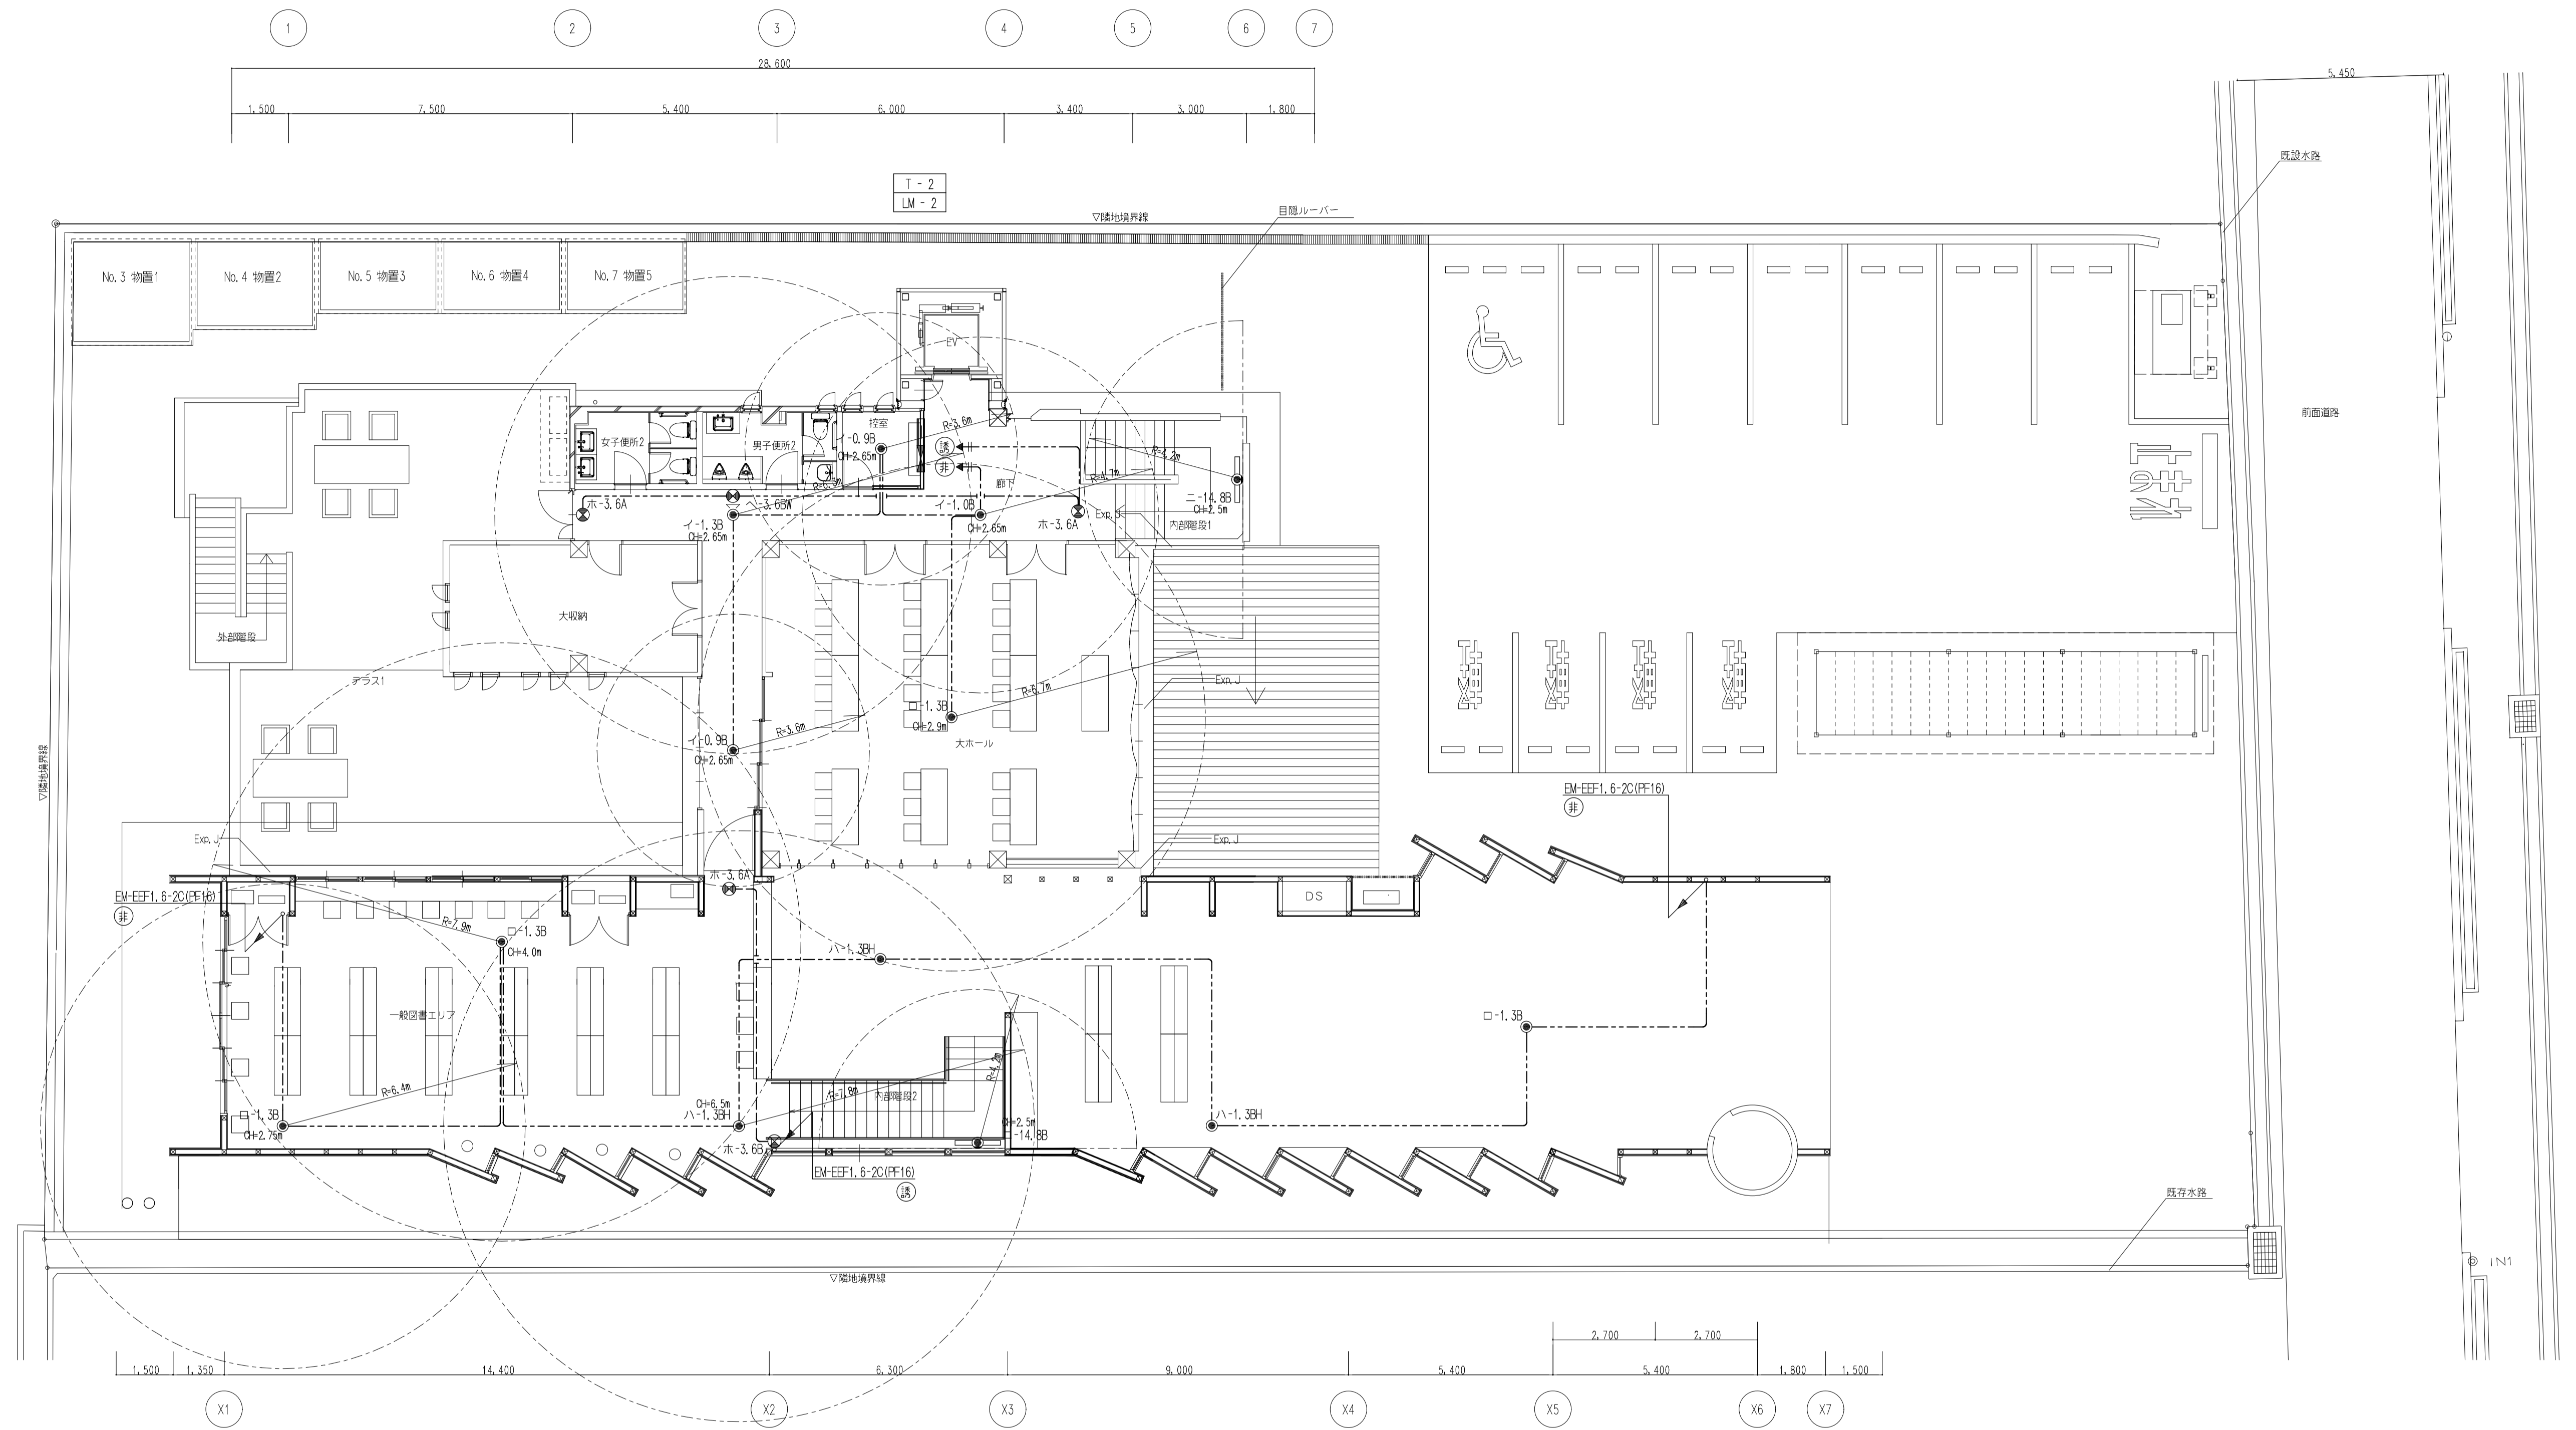 1 2 3 4 5 6 7
28,600
5,450
1,500 7,500 5,400 6,000 3,400 3,000 1,800
既設水路
T - 2
LM - 2
目隠ルーバー
▽隣地境界線
No.3 物置1
No.4 物置2
No.5 物置3
No.6 物置4
No.7 物置5
EV
前面道路
控室
女子便所2
男子便所2
イ-0.9B
CH=2.65m
R=3.6m
誘
非
R=4.2m
R=4.7m
廊下
ニ-14.8B
CH=2.5m
ホ-3.6A
イ-1.3B
CH=2.65m
イ-1.0B
CH=2.65m
ホ-3.6A
Exp.J
内部階段1
大収納
外部階段
テラス1
Exp.J
R=6.7m
ロ-1.3B
CH=2.9m
R=3.6m
イ-0.9B
CH=2.65m
大ホール
▽隣地境界線
EM-EEF1.6-2C(PF16)
非
Exp.J
Exp.J
ホ-3.6A
EM-EEF1.6-2C(PF16)
非
DS
R=7.9m
ロ-1.3B
CH=4.0m
ハ-1.3BH
一般図書エリア
ロ-1.3B
R=6.4m
R=7.8m
内部階段2
CH=6.5m
ハ-1.3BH
ロ-1.3B
CH=2.75m
ハ-1.3BH
CH=2.5m
-14.8B
ホ-3.6B
EM-EEF1.6-2C(PF16)
誘
既存水路
IN1
▽隣地境界線
2,700 2,700
1,500 1,350 14,400 6,300 9,000 5,400 5,400 1,800 1,500
X1 X2 X3 X4 X5 X6 X7